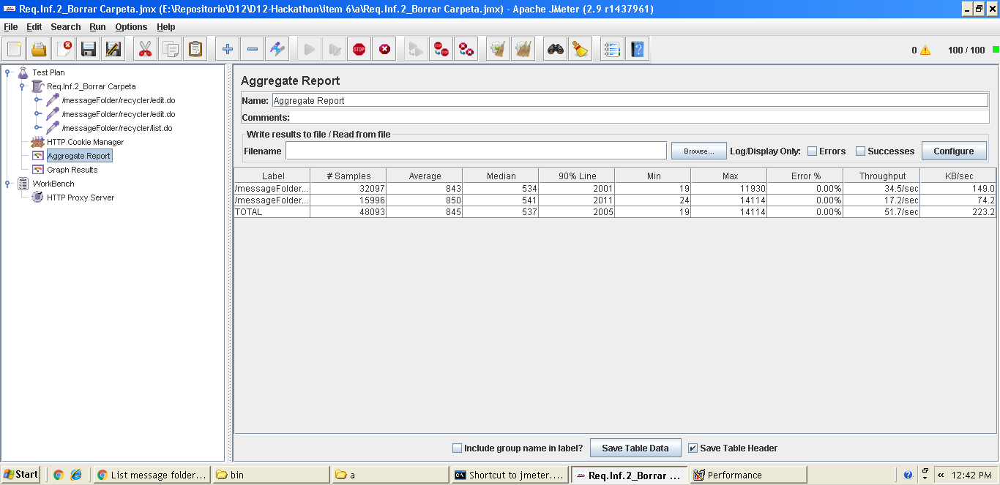 Req.Inf.2_Borrar Carpeta.jmx (E:\Repositorio\D12\D12-Hackathon\item 6\a\Req.Inf.2_Borrar Carpeta.jmx) - Apache JMeter (2.9 r1437961)
File Edit Search Run Options Help
STOP
0 100 / 100
Test Plan
Req.Inf.2_Borrar Carpeta
/messageFolder/recycler/edit.do
/messageFolder/recycler/edit.do
/messageFolder/recycler/list.do
HTTP Cookie Manager
Aggregate Report
Graph Results
WorkBench
HTTP Proxy Server
Aggregate Report
Name: Aggregate Report
Comments:
Write results to file / Read from file
Filename Browse... Log/Display Only: Errors Successes Configure
Label # Samples Average Median 90% Line Min Max Error % Throughput KB/sec
/messageFolder... 32097 843 534 2001 19 11930 0.00% 34.5/sec 149.0
/messageFolder... 15996 850 541 2011 24 14114 0.00% 17.2/sec 74.2
TOTAL 48093 845 537 2005 19 14114 0.00% 51.7/sec 223.2
Include group name in label? Save Table Data Save Table Header
Start List message folder... bin a Shortcut to jmeter.... Req.Inf.2_Borrar ... Performance « 12:42 PM